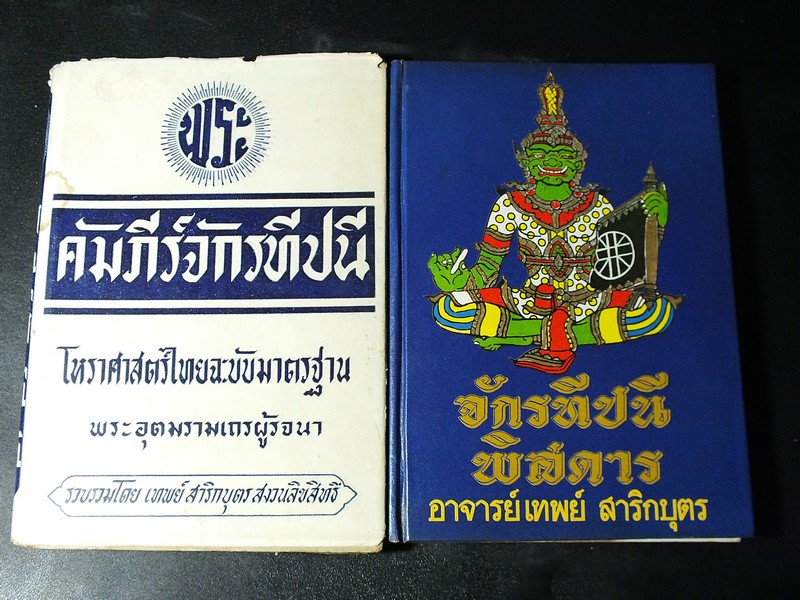 พระ
คัมภีร์จักรทีปนี
โหราศาสตร์ไทยฉะบับมาตรฐาน
พระอุตมรามเถรผู้รจนา
รวบรวมโดย เทพย์ สาริกบุตร สงวนลิขสิทธิ์
จักรทีปนี
พิสดาร
อาจารย์เทพย์ สาริกบุตร